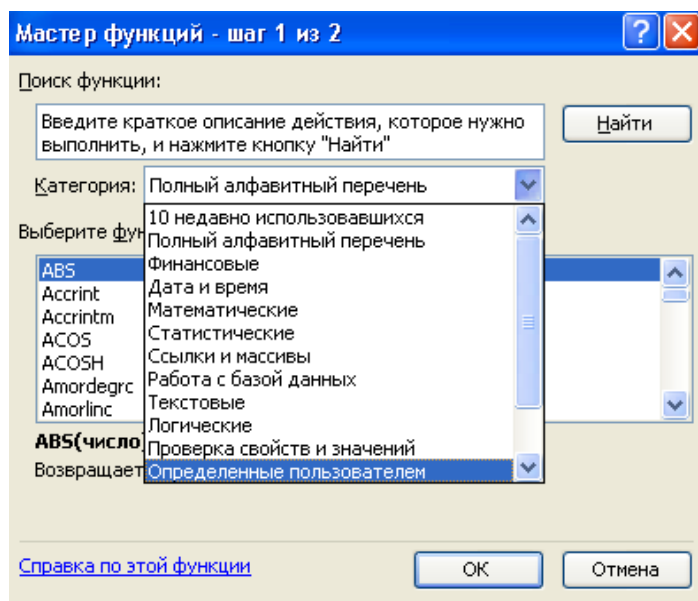 Мастер функций - шаг 1 из 2
Поиск функции:
Введите краткое описание действия, которое нужно
выполнить, и нажмите кнопку "Найти"
Найти
Категория:
Полный алфавитный перечень
10 недавно использовавшихся
Полный алфавитный перечень
Финансовые
Дата и время
Математические
Статистические
Ссылки и массивы
Работа с базой данных
Текстовые
Логические
Проверка свойств и значений
Определенные пользователем
Выберите
ABS
Accrint
Accrintm
ACOS
ACOSH
Amordegrc
Amorlinc
ABS(число)
Возвращает
Справка по этой функции
ОК
Отмена